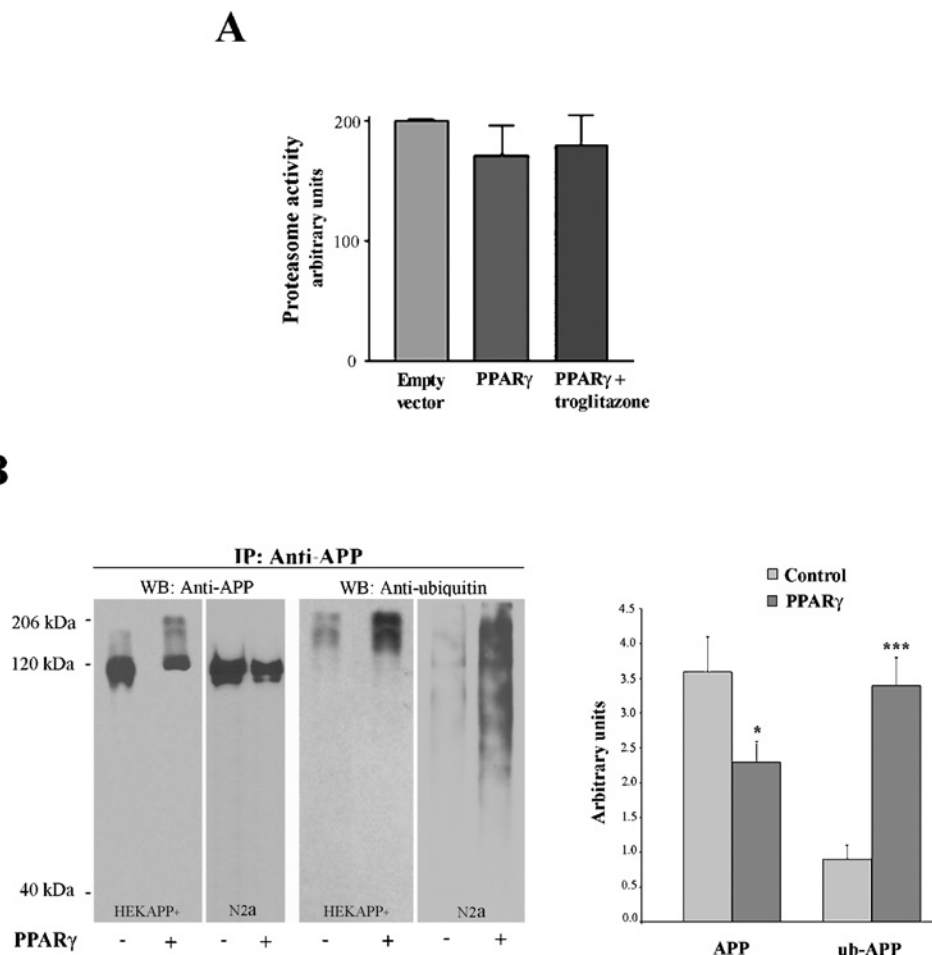 A
Proteasome activity
arbitrary units
200
100
0
Empty
vector
PPARγ
PPARγ +
troglitazone
B
IP: Anti-APP
WB: Anti-APP
WB: Anti-ubiquitin
206 kDa -
120 kDa -
40 kDa -
HEKAPP+
N2a
HEKAPP+
N2a
PPARγ - + - + - + - +
Control
PPARγ
Arbitrary units
4.5
4.0
3.5
3.0
2.5
2.0
1.5
1.0
0.5
0.0
*
***
APP
ub-APP